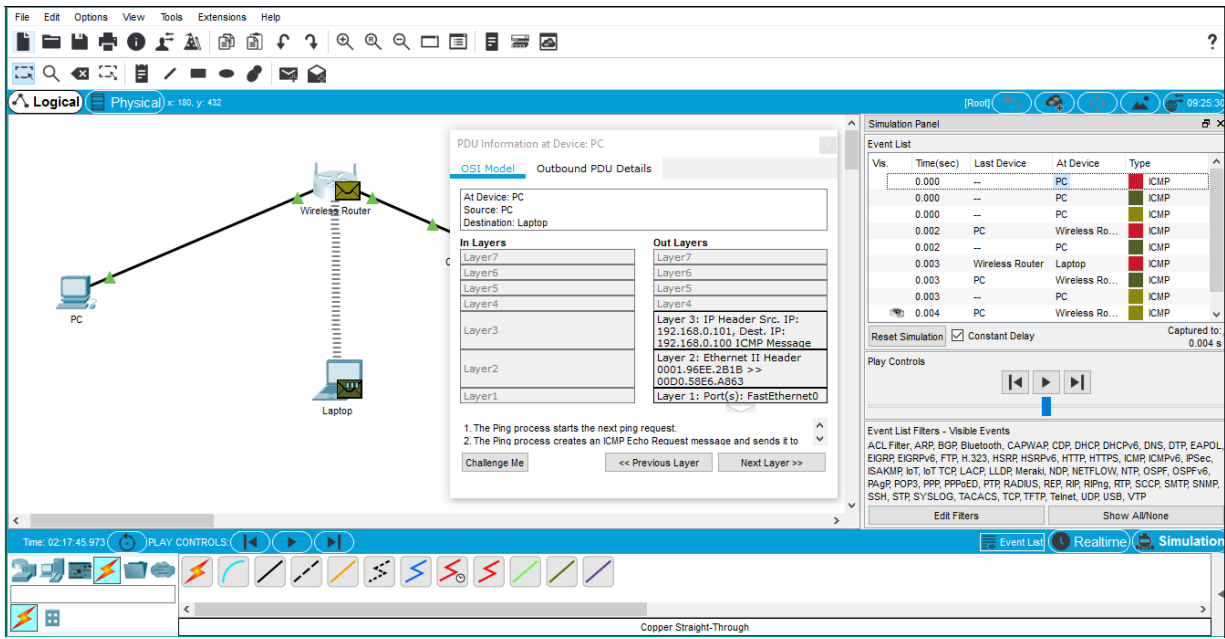 File Edit Options View Tools Extensions Help
Logical Physical x: 180, y: 432 [Root] 09:25:30
Simulation Panel
Event List
Vis. Time(sec) Last Device At Device Type
0.000 -- PC ICMP
0.000 -- PC ICMP
0.000 -- PC ICMP
0.002 PC Wireless Ro... ICMP
0.002 -- PC ICMP
0.003 Wireless Router Laptop ICMP
0.003 PC Wireless Ro... ICMP
0.003 -- PC ICMP
0.004 PC Wireless Ro... ICMP
Reset Simulation Constant Delay Captured to:
0.004 s
Play Controls
Event List Filters - Visible Events
ACL Filter, ARP, BGP, Bluetooth, CAPWAP, CDP, DHCP, DHCPv6, DNS, DTP, EAPOL,
EIGRP, EIGRPv6, FTP, H.323, HSRP, HSRPv6, HTTP, HTTPS, ICMP, ICMPv6, IPSec,
ISAKMP, IoT, IoT TCP, LACP, LLDP, Meraki, NDP, NETFLOW, NTP, OSPF, OSPFv6,
PAgP, POP3, PPP, PPPoED, PTP, RADIUS, REP, RIP, RIPng, RTP, SCCP, SMTP, SNMP,
SSH, STP, SYSLOG, TACACS, TCP, TFTP, Telnet, UDP, USB, VTP
Edit Filters Show All/None
Wireless Router
PC
Laptop
PDU Information at Device: PC
OSI Model Outbound PDU Details
At Device: PC
Source: PC
Destination: Laptop
In Layers
Layer7
Layer6
Layer5
Layer4
Layer3
Layer2
Layer1
Out Layers
Layer7
Layer6
Layer5
Layer4
Layer 3: IP Header Src. IP:
192.168.0.101, Dest. IP:
192.168.0.100 ICMP Message
Layer 2: Ethernet II Header
0001.96EE.2B1B >>
00D0.58E6.A863
Layer 1: Port(s): FastEthernet0
1. The Ping process starts the next ping request.
2. The Ping process creates an ICMP Echo Request message and sends it to
Challenge Me << Previous Layer Next Layer >>
Time: 02:17:45.973 PLAY CONTROLS: Event List Realtime Simulation
Copper Straight-Through